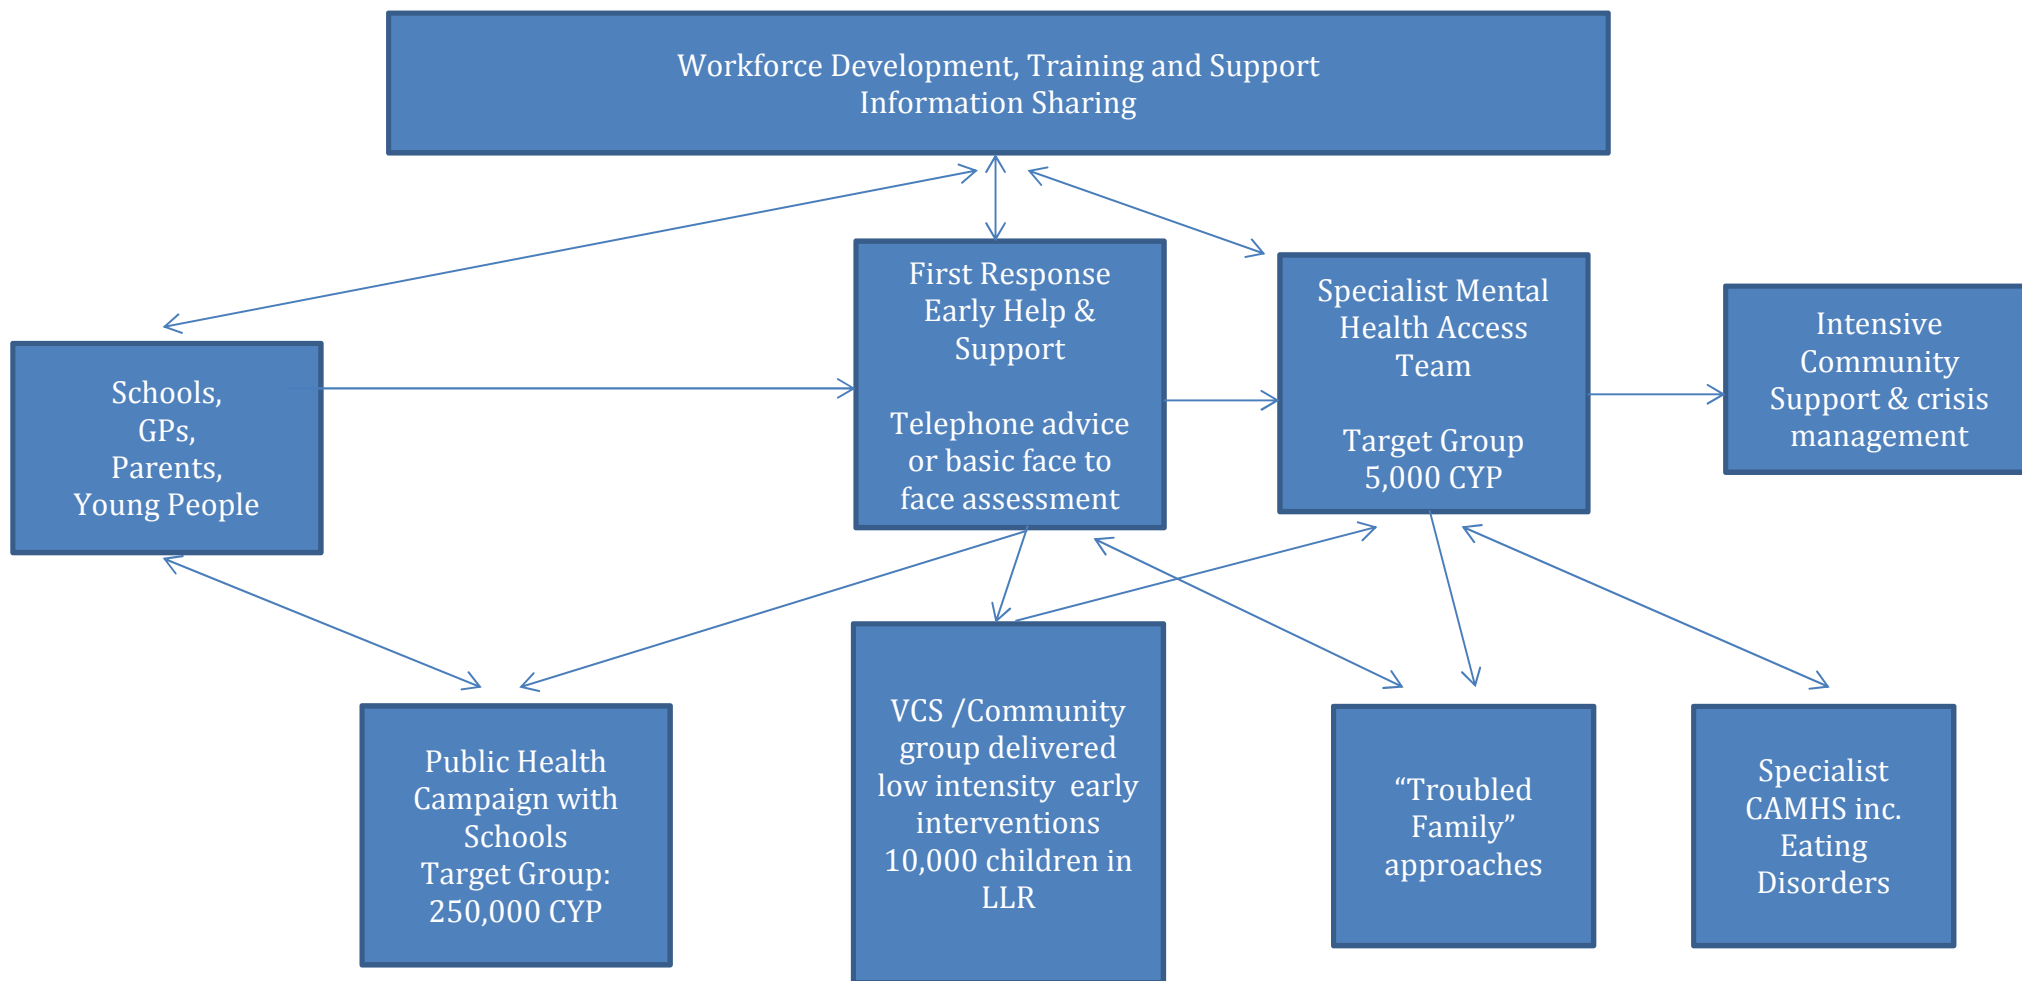 Workforce Development, Training and Support
Information Sharing
First Response
Early Help &
Support
Telephone advice
or basic face to
face assessment
Specialist Mental
Health Access
Team
Target Group
5,000 CYP
Intensive
Community
Support & crisis
management
Schools,
GPs,
Parents,
Young People
Public Health
Campaign with
Schools
Target Group:
250,000 CYP
VCS /Community
group delivered
low intensity  early
interventions
10,000 children in
LLR
“Troubled
Family”
approaches
Specialist
CAMHS inc.
Eating
Disorders